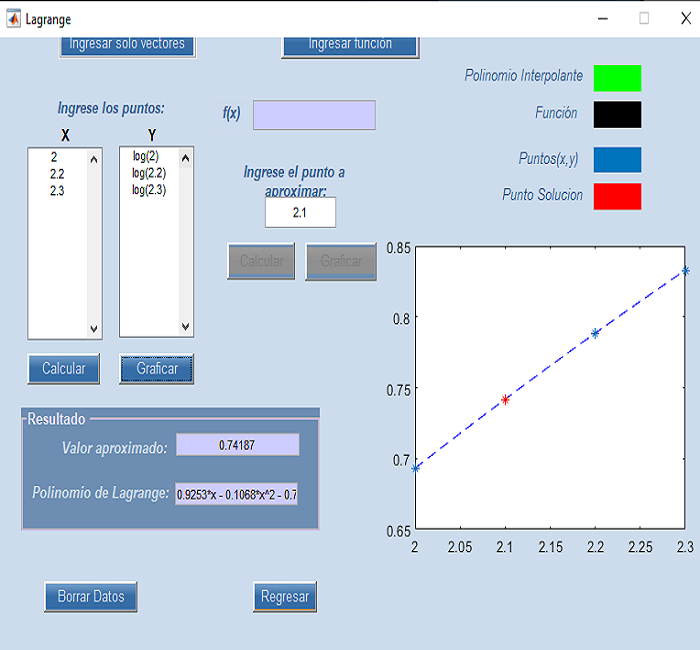 Lagrange
Ingresar solo vectores
Ingresar función
Polinomio Interpolante
Función
Puntos(x,y)
Punto Solucion
Ingrese los puntos:
X Y
2 log(2)
2.2 log(2.2)
2.3 log(2.3)
f(x)
Ingrese el punto a
aproximar:
2.1
Calcular Graficar
Calcular Graficar
Resultado
Valor aproximado: 0.74187
Polinomio de Lagrange: 0.9253*x - 0.1068*x^2 - 0.7
0.85
0.8
0.75
0.7
0.65
2 2.05 2.1 2.15 2.2 2.25 2.3
Borrar Datos Regresar